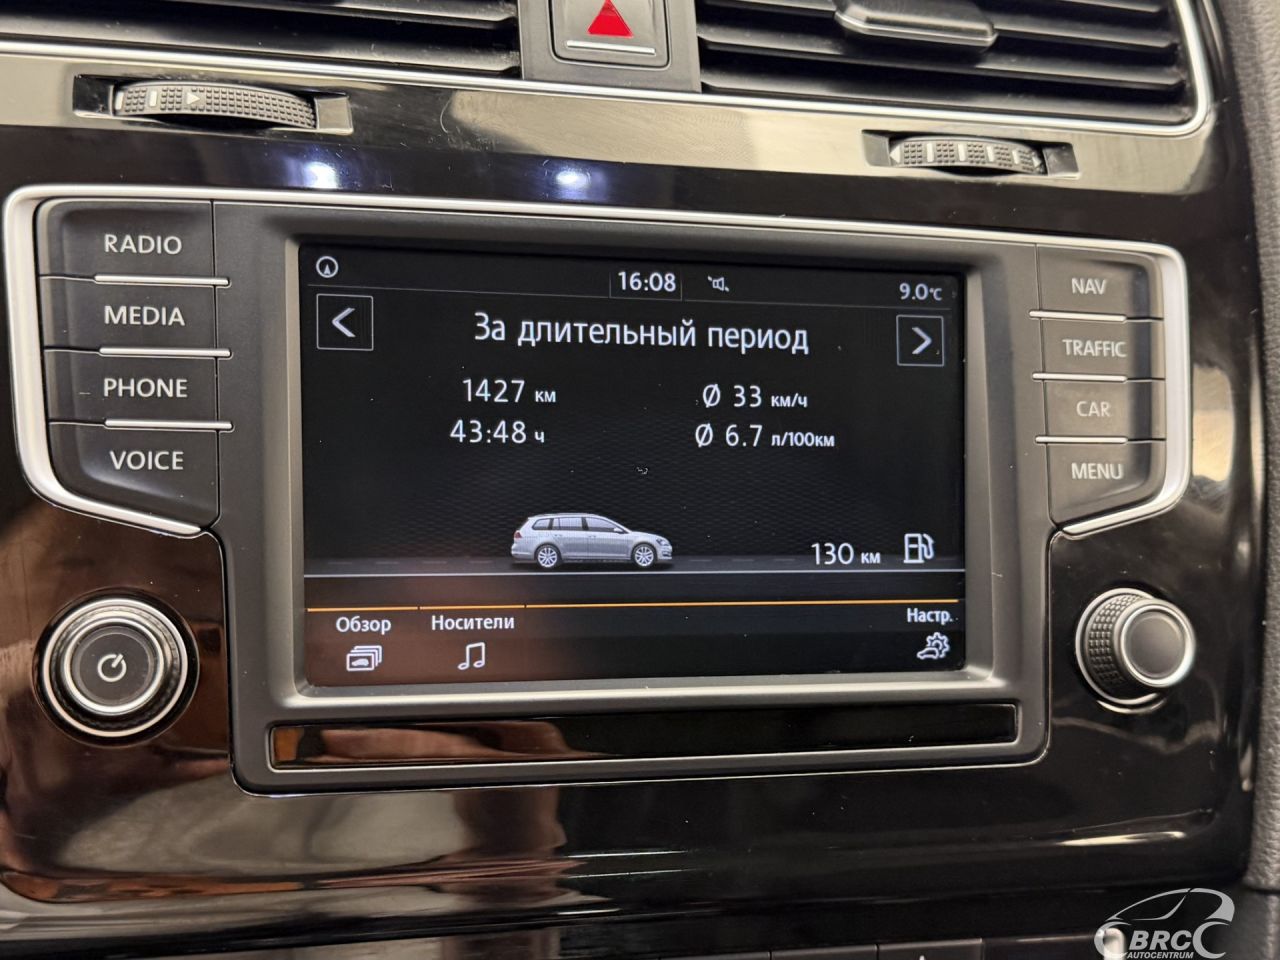 RADIO
MEDIA
PHONE
VOICE
16:08
9.0°C
За длительный период
1427 км
Ø 33 км/ч
43:48 ч
Ø 6.7 л/100км
130 км
Обзор
Носители
Настр.
NAV
TRAFFIC
CAR
MENU
BRC
AUTOCENTRUM